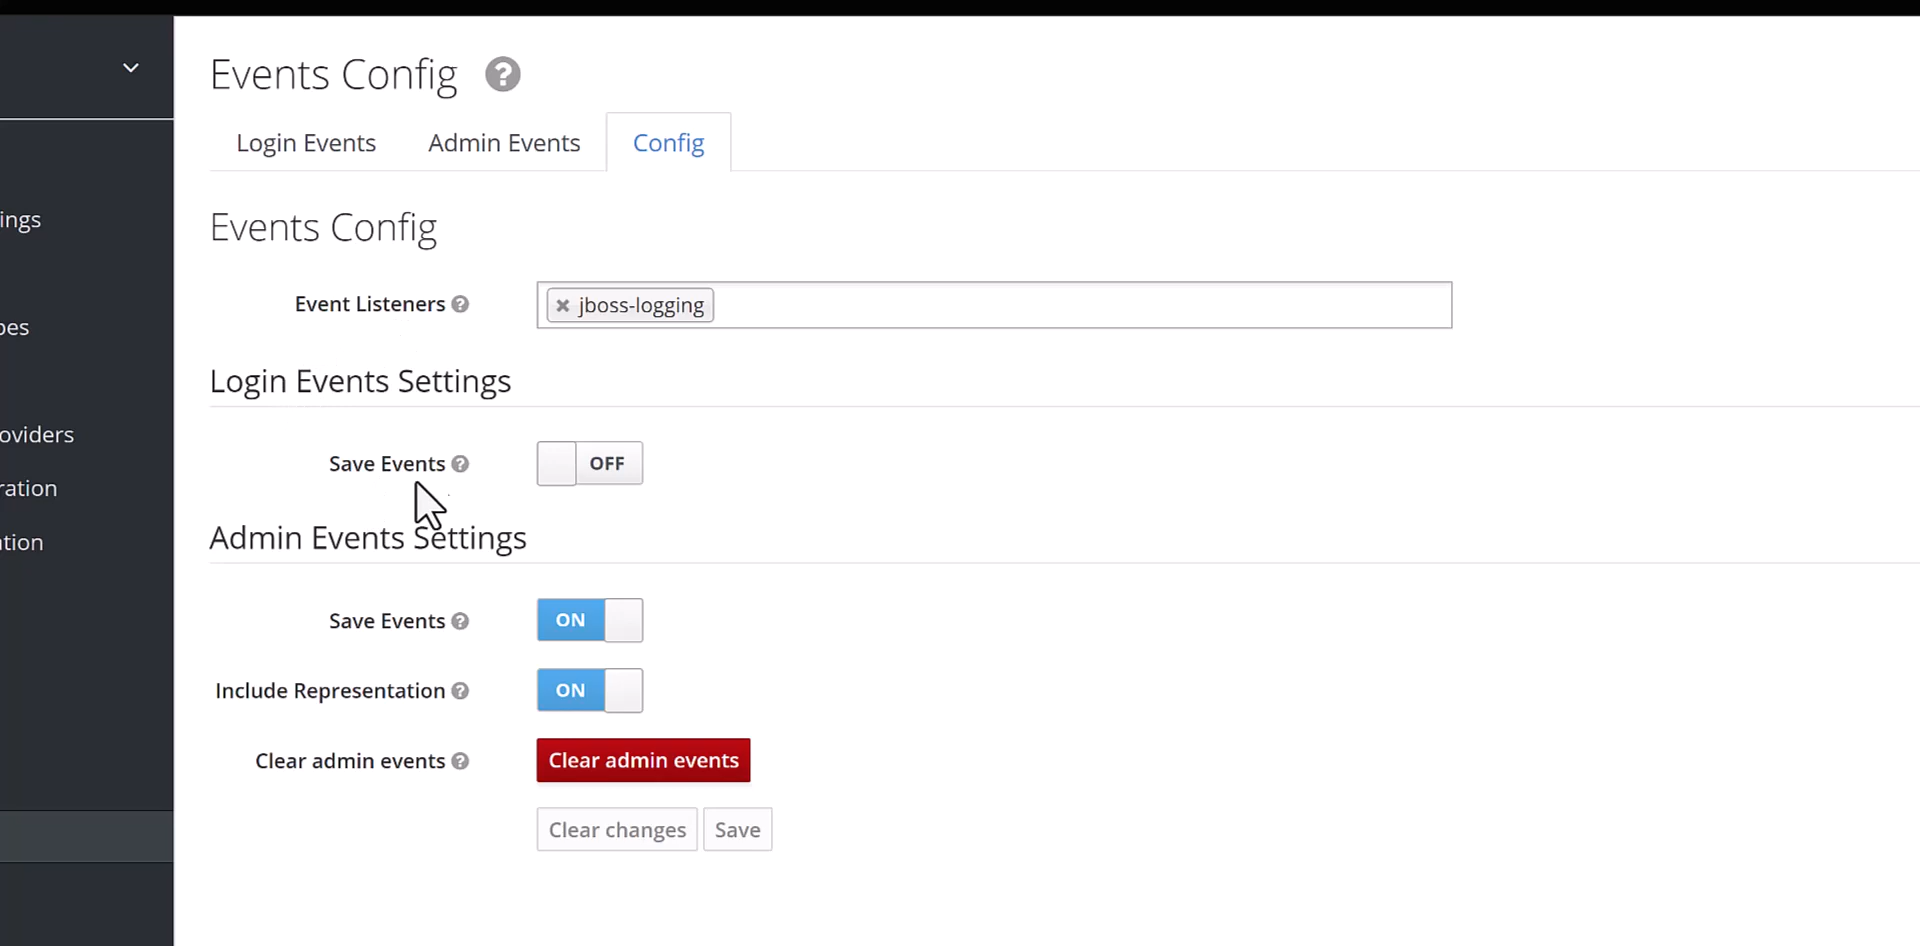 Events Config
Login Events Admin Events Config
ings
Events Config
Event Listeners jboss-logging
pes
Login Events Settings
oviders
Save Events OFF
ration
Admin Events Settings
ation
Save Events ON
Include Representation ON
Clear admin events Clear admin events
Clear changes Save